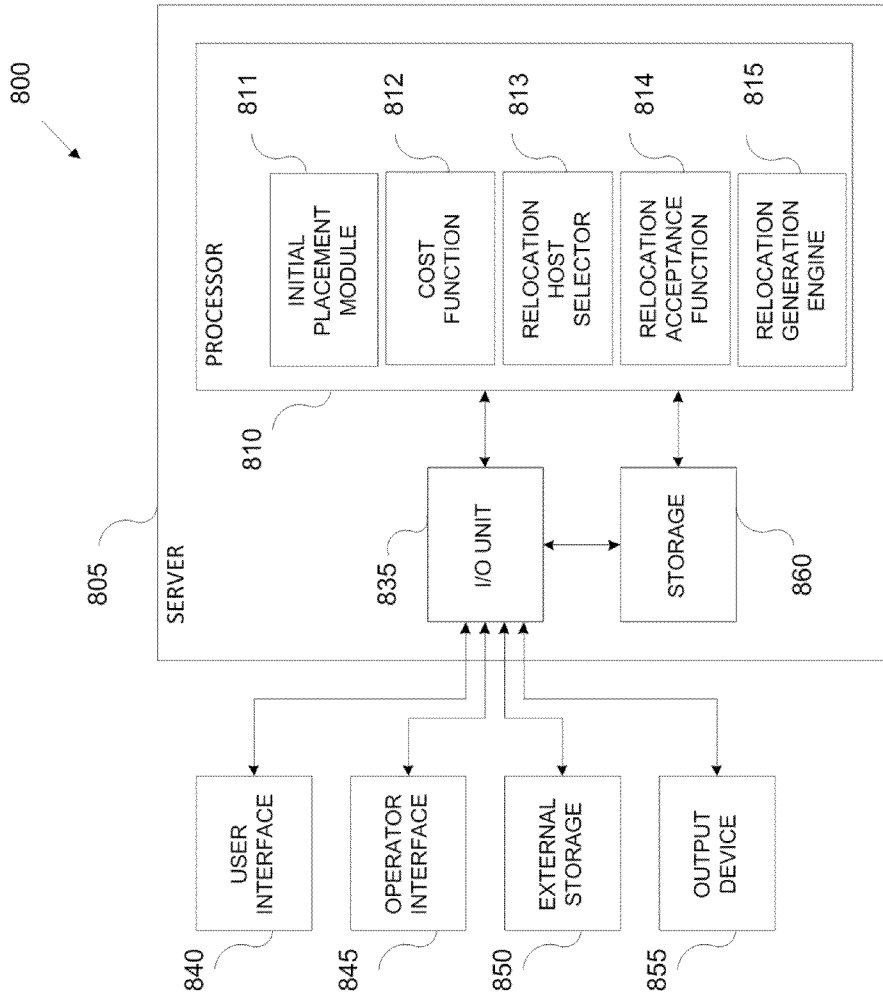 800
805
SERVER
810
PROCESSOR
INITIAL
PLACEMENT
MODULE
811
COST
FUNCTION
812
RELOCATION
HOST
SELECTOR
813
RELOCATION
ACCEPTANCE
FUNCTION
814
RELOCATION
GENERATION
ENGINE
815
835
I/O UNIT
STORAGE
860
USER
INTERFACE
840
OPERATOR
INTERFACE
845
EXTERNAL
STORAGE
850
OUTPUT
DEVICE
855